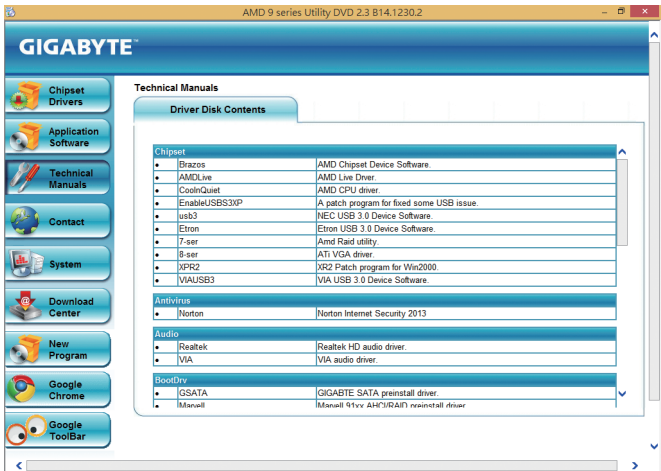 AMD 9 series Utility DVD 2.3 B14.1230.2
GIGABYTE™
Chipset
Drivers
Application
Software
Technical
Manuals
Contact
System
Download
Center
New
Program
Google
Chrome
Google
ToolBar
Technical Manuals
Driver Disk Contents
Chipset
• Brazos AMD Chipset Device Software.
• AMDLive AMD Live Drver.
• CoolnQuiet AMD CPU driver.
• EnableUSBS3XP A patch program for fixed some USB issue.
• usb3 NEC USB 3.0 Device Software.
• Etron Etron USB 3.0 Device Software.
• 7-ser Amd Raid utility.
• 8-ser ATi VGA driver.
• XPR2 XR2 Patch program for Win2000.
• VIAUSB3 VIA USB 3.0 Device Software.
Antivirus
• Norton Norton Internet Security 2013
Audio
• Realtek Realtek HD audio driver.
• VIA VIA audio driver.
BootDrv
• GSATA GIGABTE SATA preinstall driver.
• Marvell Marvell 91xx AHCI/RAID preinstall driver